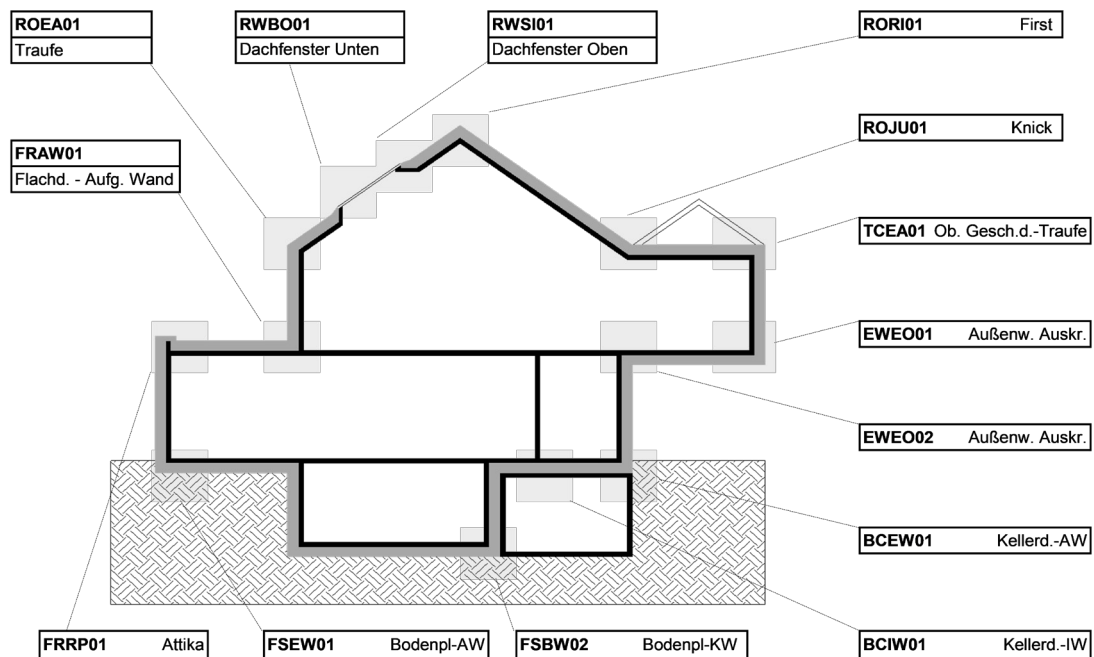 ROEA01
Traufe
RWBO01
Dachfenster Unten
RWSI01
Dachfenster Oben
RORI01 First
FRAW01
Flachd. - Aufg. Wand
ROJU01 Knick
TCEA01 Ob. Gesch.d.-Traufe
EWEO01 Außenw. Auskr.
EWEO02 Außenw. Auskr.
BCEW01 Kellerd.-AW
FRRP01 Attika
FSEW01 Bodenpl-AW
FSBW02 Bodenpl-KW
BCIW01 Kellerd.-IW